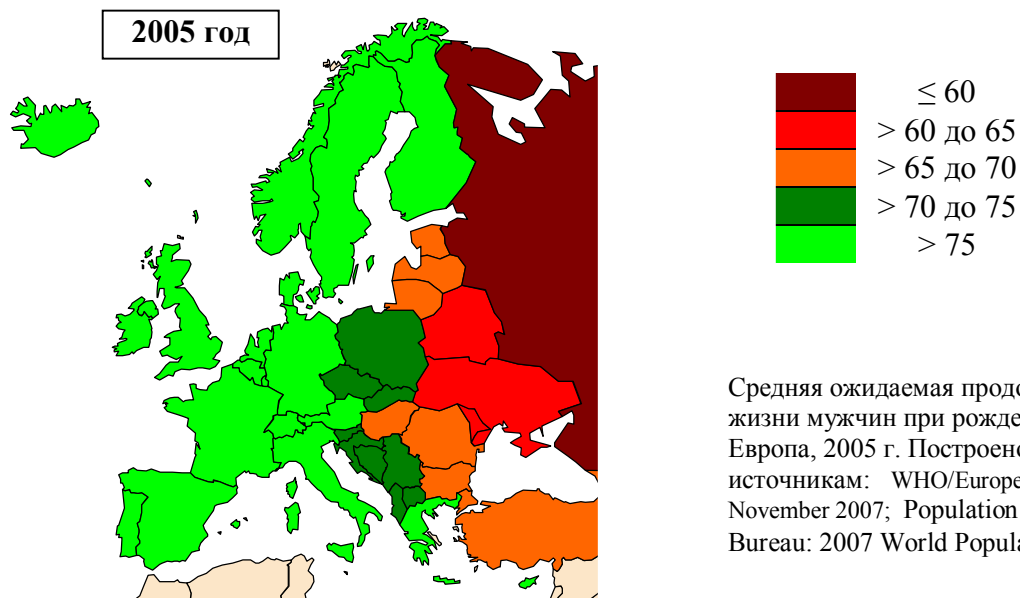 2005 год
≤ 60
> 60 до 65
> 65 до 70
> 70 до 75
> 75
Средняя ожидаемая продо
жизни мужчин при рожде
Европа, 2005 г. Построено
источникам: WHO/Europe
November 2007; Population
Bureau: 2007 World Popula